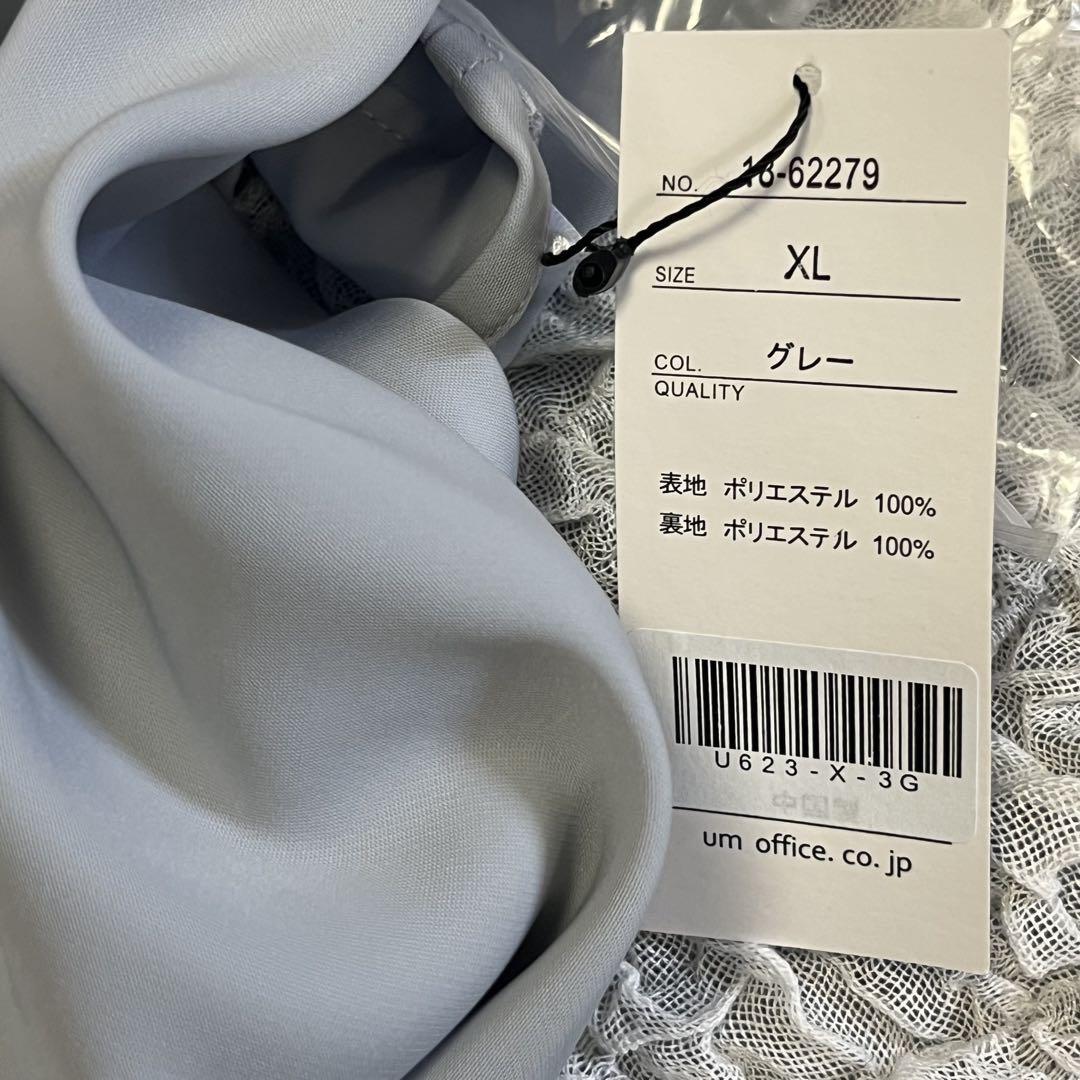 NO. 18-62279
SIZE XL
COL. グレー
QUALITY
表地 ポリエステル 100%
裏地 ポリエステル 100%
U623-X-3G
中国製
um office.co.jp